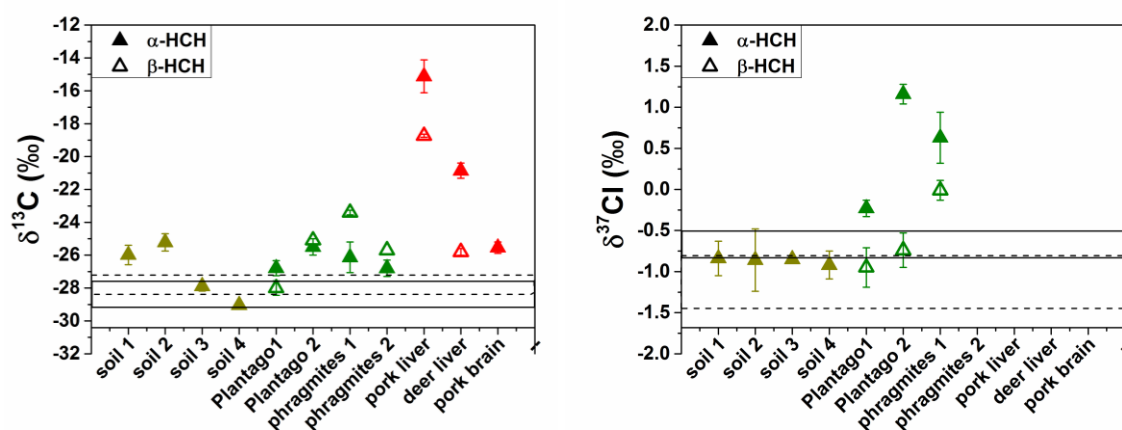 -12
-14
-16
-18
-20
-22
-24
-26
-28
-30
-32
δ¹³C (‰)
α-HCH
β-HCH
soil 1
soil 2
soil 3
soil 4
Plantago1
Plantago 2
phragmites 1
phragmites 2
pork liver
deer liver
pork brain
--
2.0
1.5
1.0
0.5
0.0
-0.5
-1.0
-1.5
-2.0
δ³⁷Cl (‰)
α-HCH
β-HCH
soil 1
soil 2
soil 3
soil 4
Plantago1
Plantago 2
phragmites 1
phragmites 2
pork liver
deer liver
pork brain